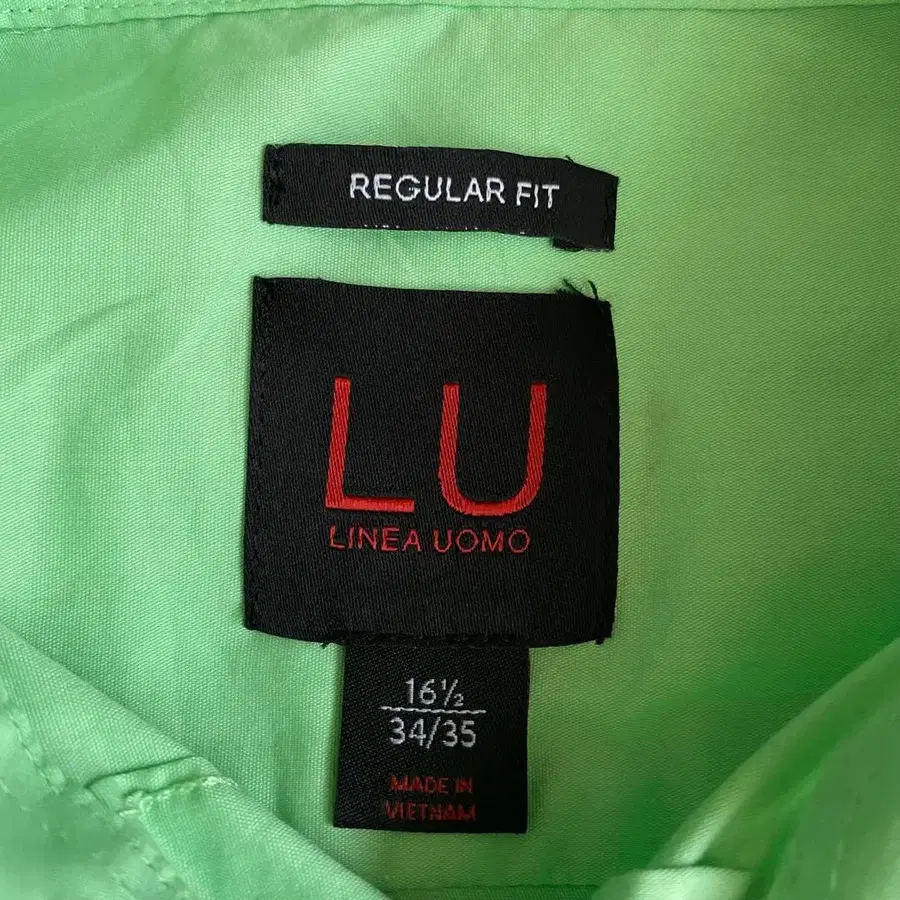 REGULAR FIT
LU
LINEA UOMO
16½
34/35
MADE IN
VIETNAM